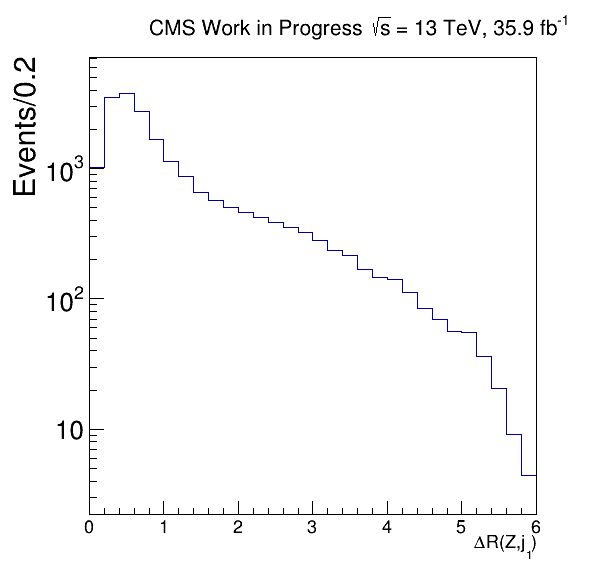 CMS Work in Progress √s = 13 TeV, 35.9 fb⁻¹
Events/0.2
10³
10²
10
0 1 2 3 4 5 6
ΔR(Z,j₁)